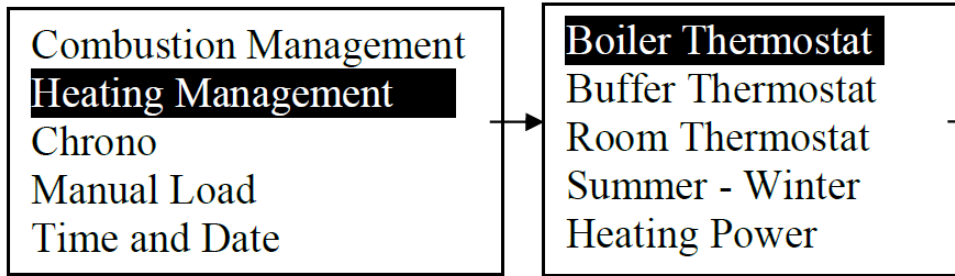 Combustion Management
Heating Management
Chrono
Manual Load
Time and Date
Boiler Thermostat
Buffer Thermostat
Room Thermostat
Summer - Winter
Heating Power